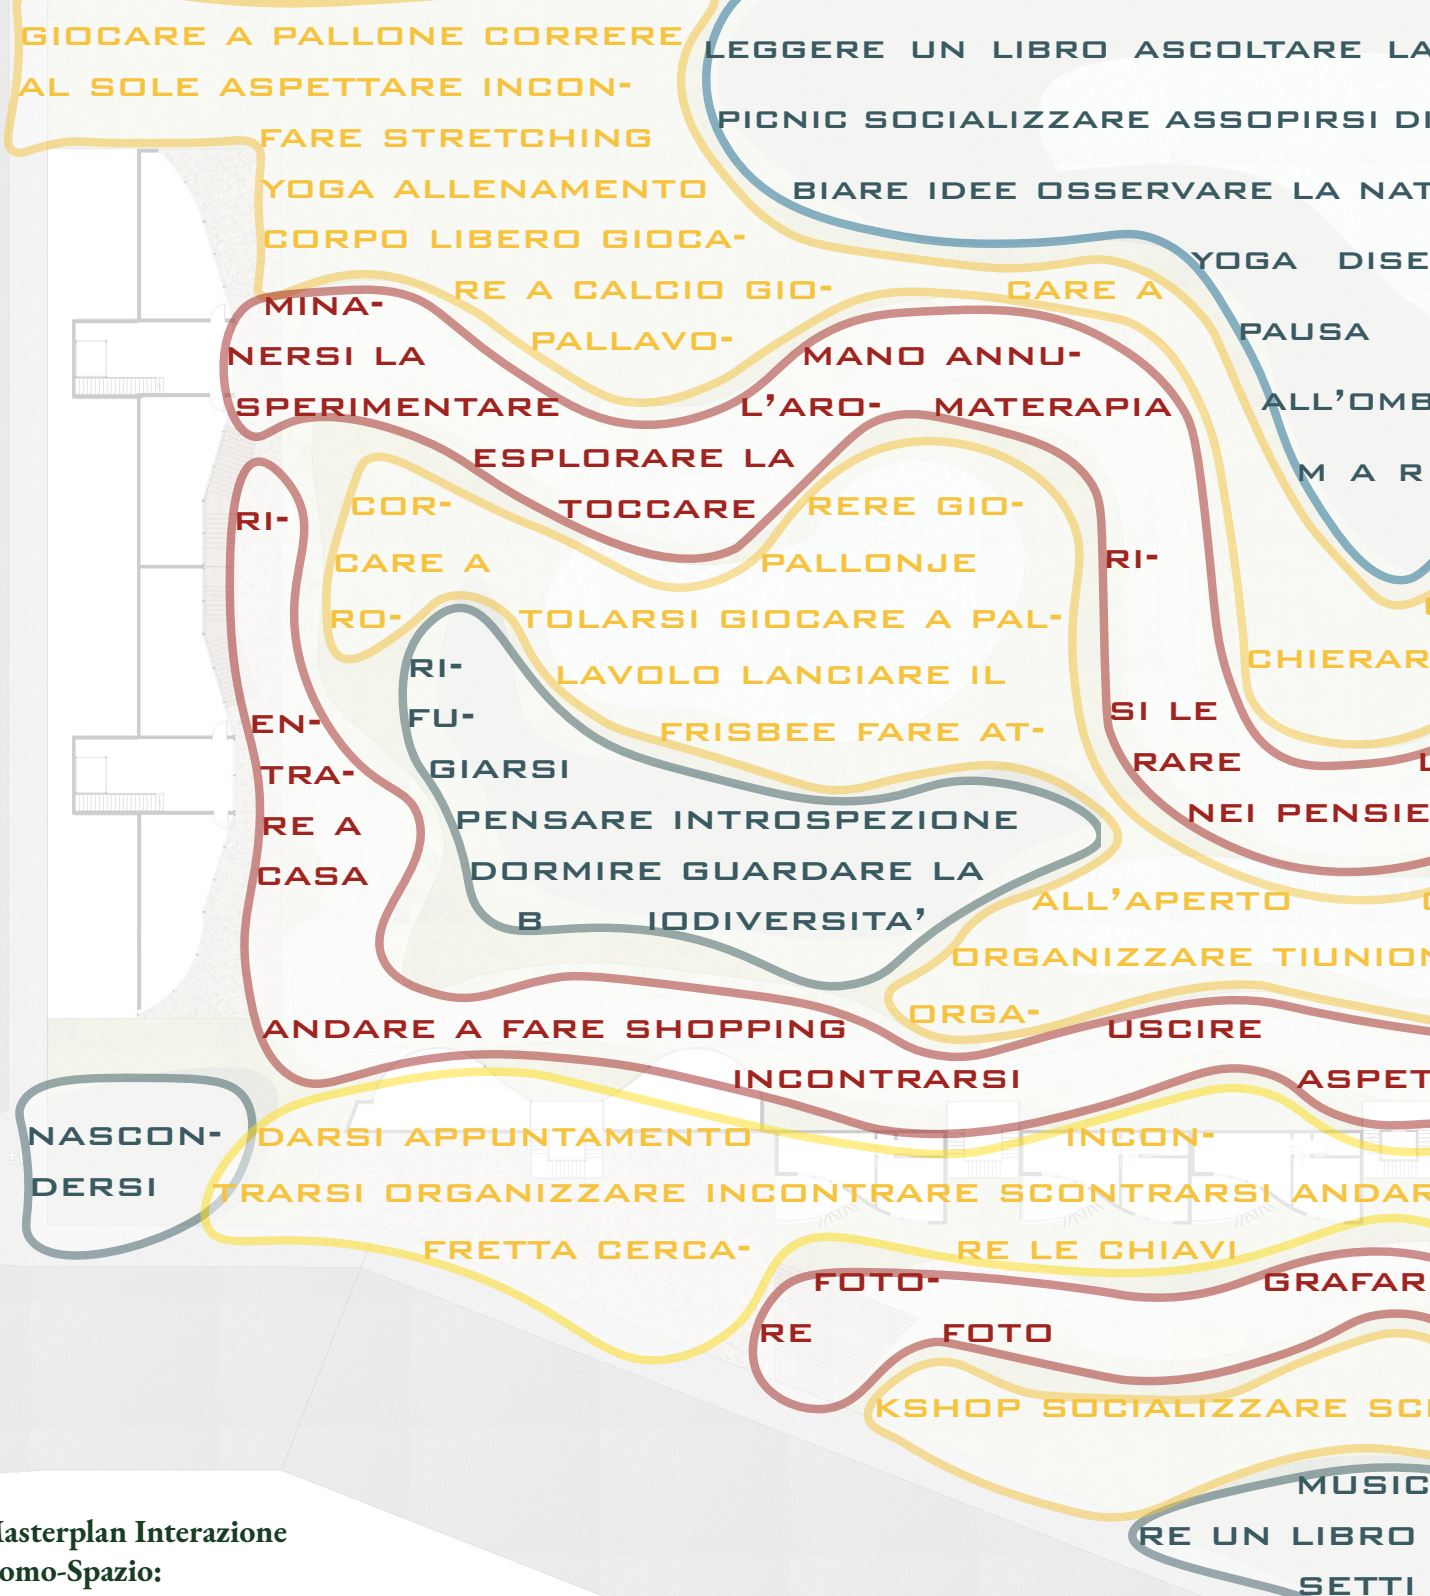 GIOCARE A PALLONE CORRERE
AL SOLE ASPETTARE INCON-
FARE STRETCHING
YOGA ALLENAMENTO
CORPO LIBERO GIOCA-
RE A CALCIO GIO- CARE A
PALLAVO-
LEGGERE UN LIBRO ASCOLTARE LA
PICNIC SOCIALIZZARE ASSOPIRSI DI
BIARE IDEE OSSERVARE LA NAT
YOGA DISE
PAUSA
ALL'OMB
MAR
MINA-
NERSI LA MANO ANNU-
SPERIMENTARE L'ARO- MATERAPIA
ESPLORARE LA
TOCCARE
RI-
SI LE
RARE L
NEI PENSIE
COR- RERE GIO-
CARE A PALLONJE
RO- TOLARSI GIOCARE A PAL-
LAVOLO LANCIARE IL
FRISBEE FARE AT-
CHIERAR
ALL'APERTO
ORGANIZZARE TIUNION
ORGA-
RI-
FU-
GIARSI
PENSARE INTROSPEZIONE
DORMIRE GUARDARE LA
B IODIVERSITA'
RI-
EN-
TRA-
RE A
CASA
ANDARE A FARE SHOPPING USCIRE
INCONTRARSI ASPET
NASCON-
DERSI
DARSI APPUNTAMENTO INCON-
TRARSI ORGANIZZARE INCONTRARE SCONTRARSI ANDAR
FRETTA CERCA- RE LE CHIAVI
FOTO- GRAFAR
RE FOTO
KSHOP SOCIALIZZARE SCI
MUSIC
RE UN LIBRO
SETTI
asterplan Interazione
omo-Spazio: